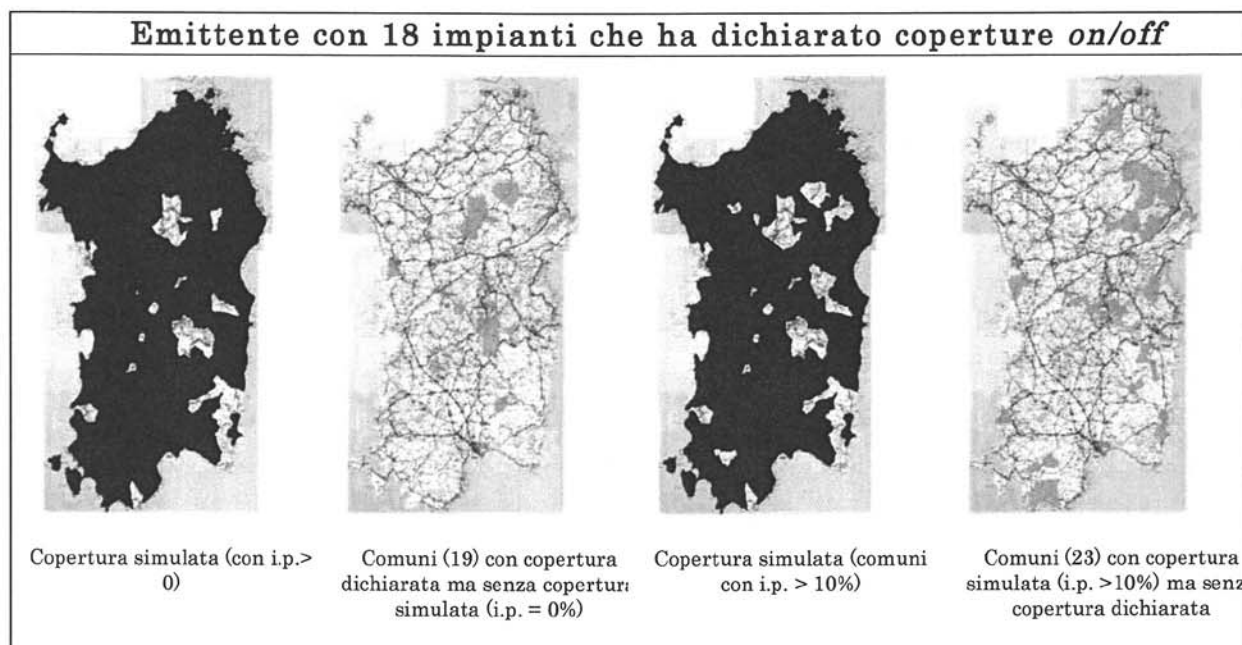 Emittente con 18 impianti che ha dichiarato coperture on/off
Copertura simulata (con i.p.>
0)
Comuni (19) con copertura
dichiarata ma senza copertura
simulata (i.p. = 0%)
Copertura simulata (comuni
con i.p. > 10%)
Comuni (23) con copertura
simulata (i.p. >10%) ma senz
copertura dichiarata